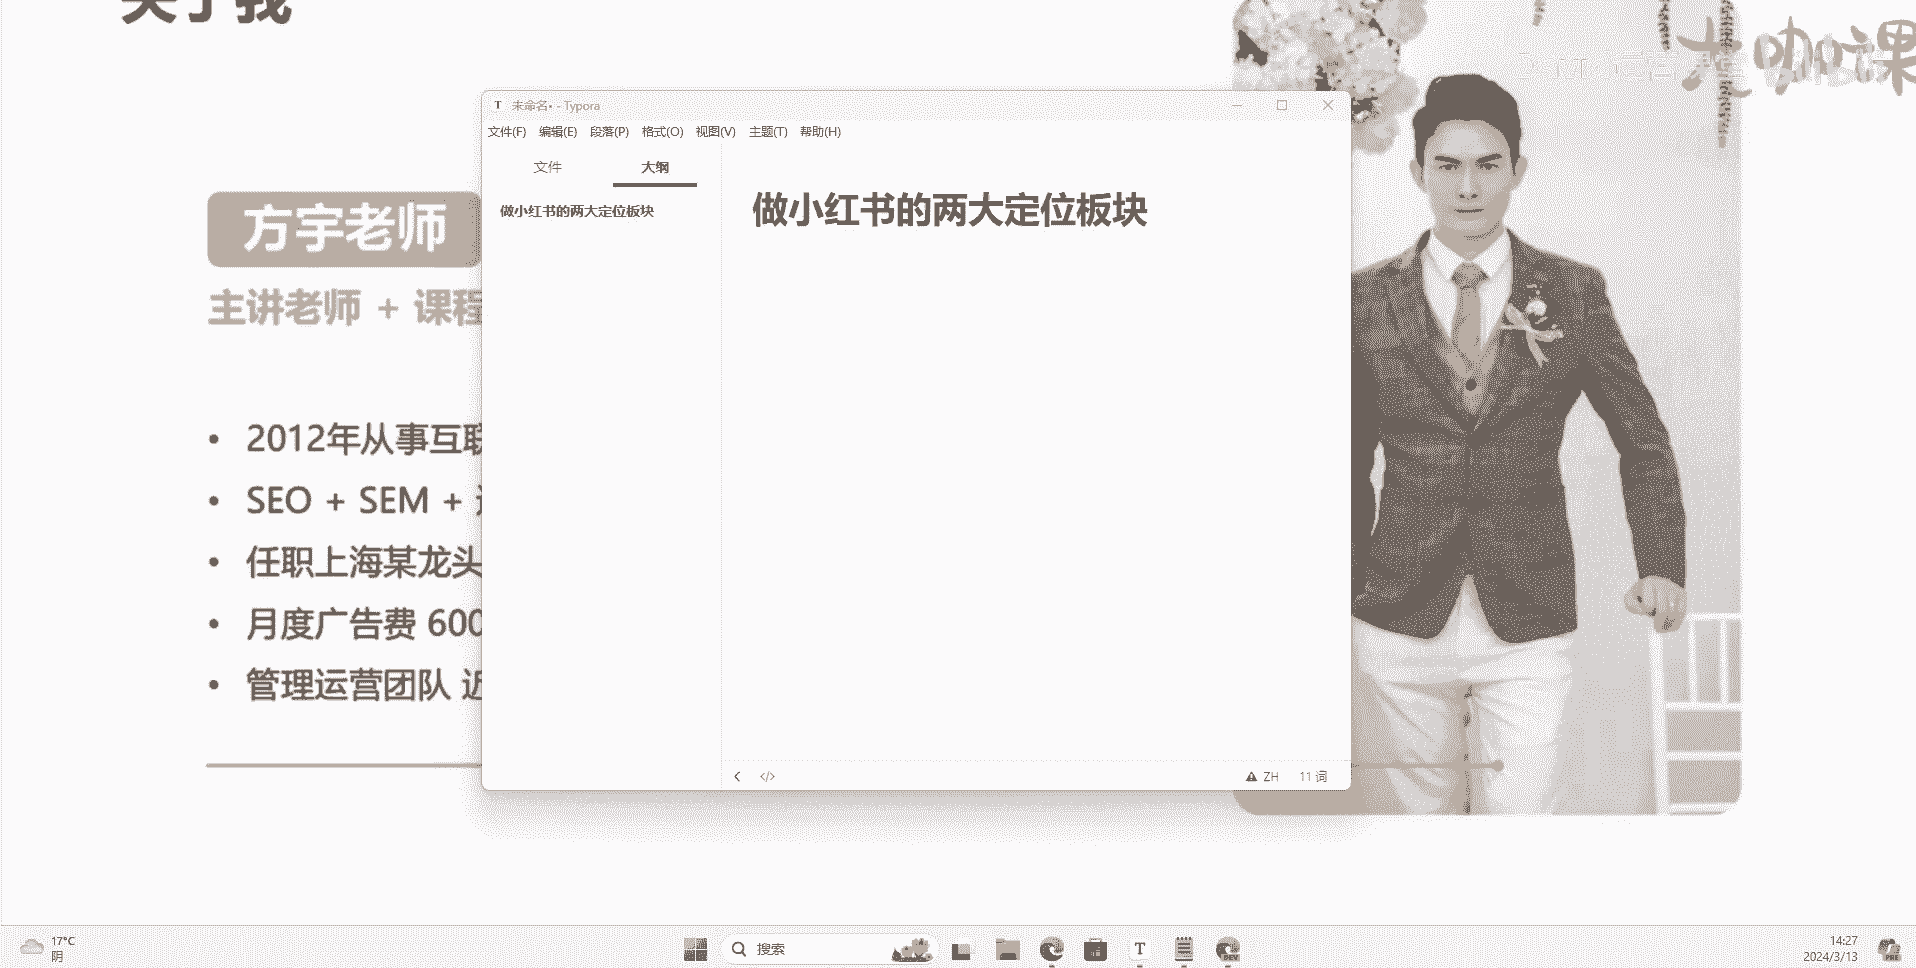 关于我
未命名• - Typora
文件(F) 编辑(E) 段落(P) 格式(O) 视图(V) 主题(T) 帮助(H)
文件 大纲
做小红书的两大定位板块
做小红书的两大定位板块
方宇老师
主讲老师 + 课程
2012年从事互联
SEO + SEM +
任职上海某龙头
月度广告费 600
管理运营团队 近
</> ZH 11 词
17°C
阴
搜索
14:27
2024/3/13
DEV
PRE